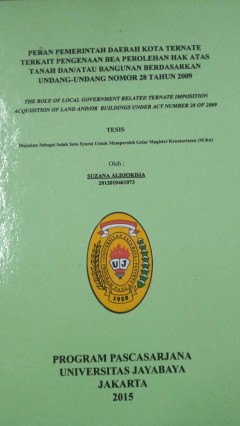 PERAN PEMERINTAH DAERAH KOTA TERNATE
TERKAIT PENGENAAN BEA PEROLEHAN HAK ATAS
TANAH DAN/ATAU BANGUNAN BERDASARKAN
UNDANG-UNDANG NOMOR 28 TAHUN 2009
THE ROLE OF LOCAL GOVERNMENT RELATED TERNATE IMPOSITION
ACQUISITION OF LAND AND/OR BUILDINGS UNDER ACT NUMBER 28 OF 2009
TESIS
Diajukan Sebagai Salah Satu Syarat Untuk Memperoleh Gelar Magister Kenotariatan (M.Kn)
Oleh :
SUZANA ALDJOKDJA
2012010461073
UJ
PROGRAM PASCASARJANA
UNIVERSITAS JAYABAYA
JAKARTA
2015